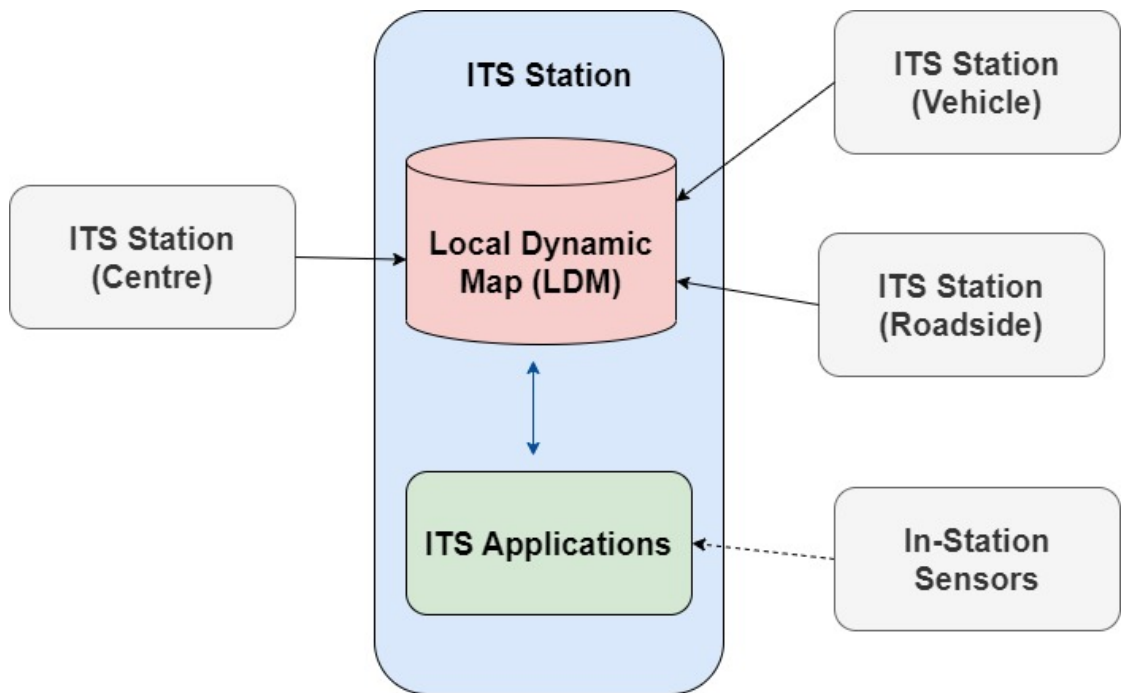 ITS Station
ITS Station
(Vehicle)
Local Dynamic
Map (LDM)
ITS Station
(Centre)
ITS Station
(Roadside)
ITS Applications
In-Station
Sensors